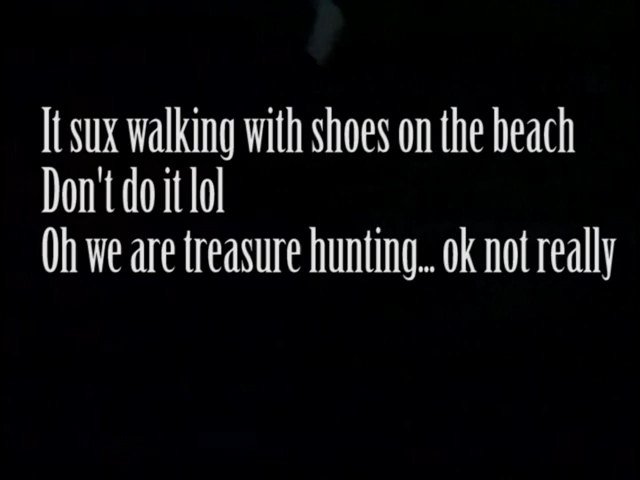 It sux walking with shoes on the beach
Don't do it lol
Oh we are treasure hunting... ok not really